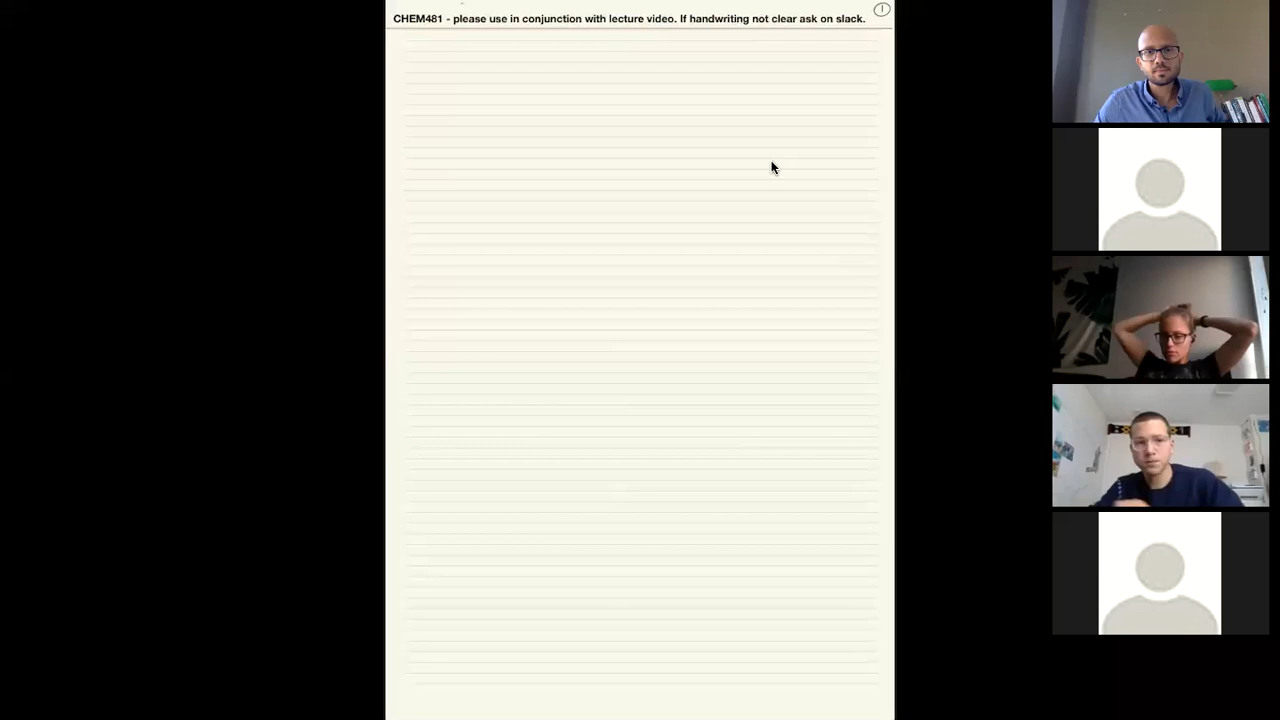 CHEM481 - please use in conjunction with lecture video. If handwriting not clear ask on slack.